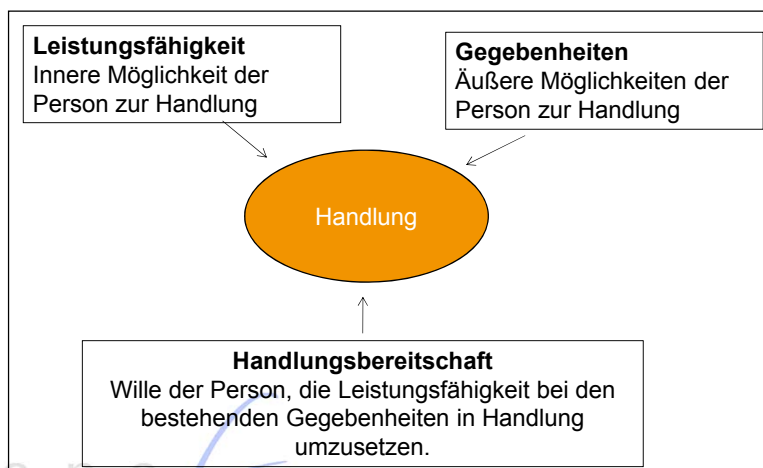 Leistungsfähigkeit
Innere Möglichkeit der
Person zur Handlung
Gegebenheiten
Äußere Möglichkeiten der
Person zur Handlung
Handlung
Handlungsbereitschaft
Wille der Person, die Leistungsfähigkeit bei den
bestehenden Gegebenheiten in Handlung
umzusetzen.